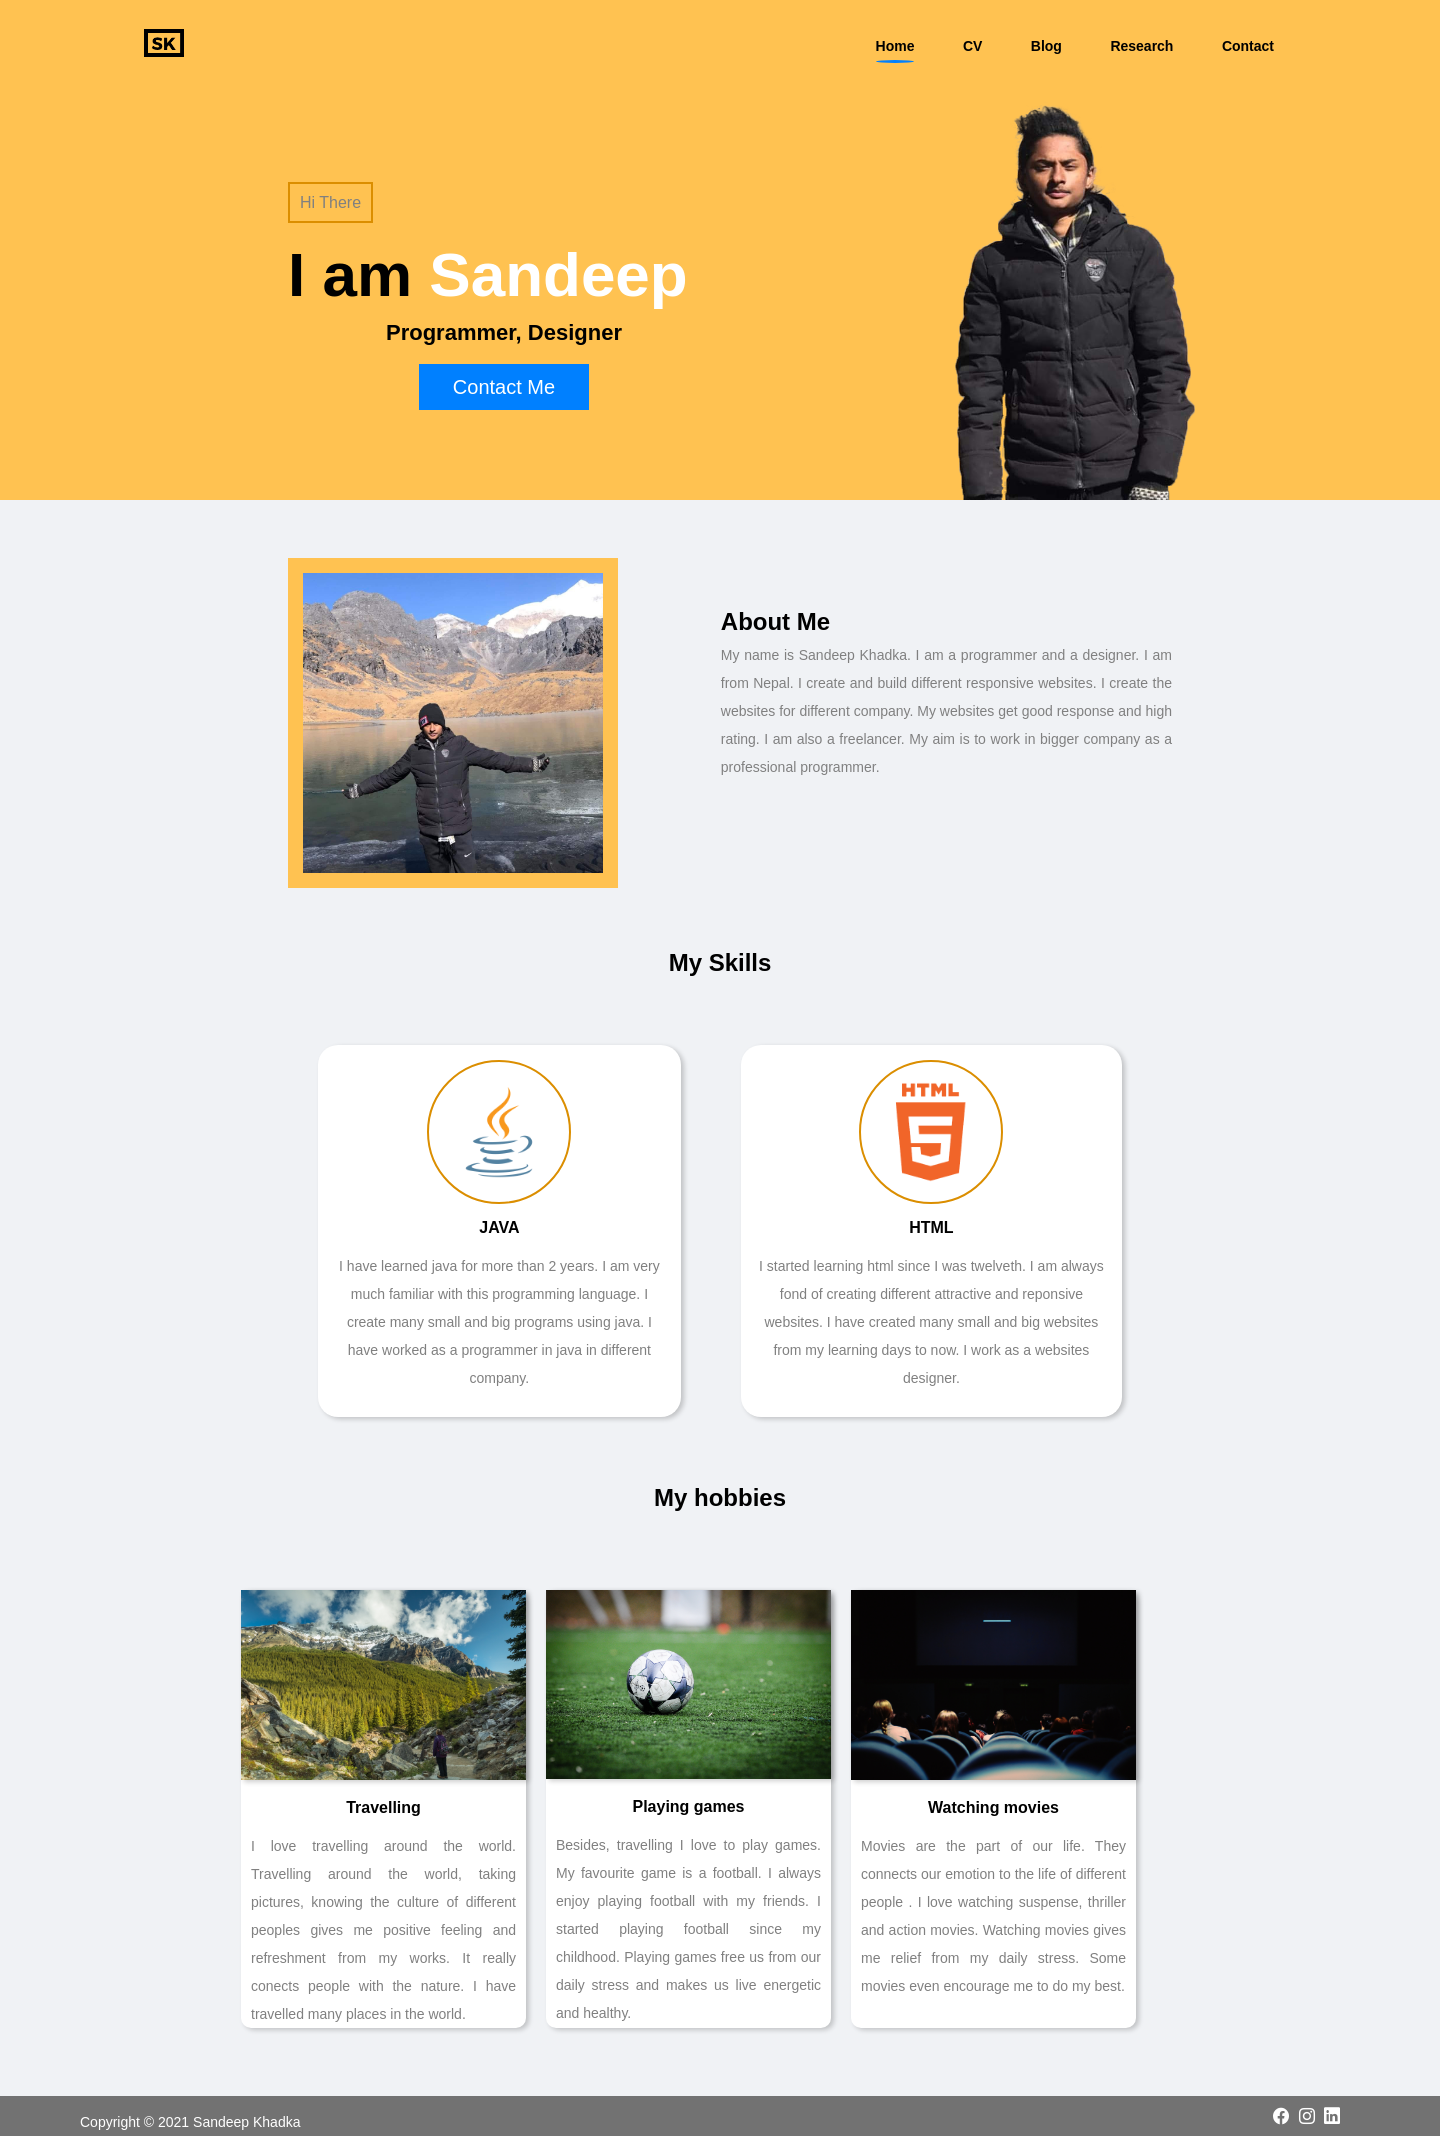 SK
Home CV Blog Research Contact
Hi There
I am Sandeep
Programmer, Designer
Contact Me
About Me
My name is Sandeep Khadka. I am a programmer and a designer. I am
from Nepal. I create and build different responsive websites. I create the
websites for different company. My websites get good response and high
rating. I am also a freelancer. My aim is to work in bigger company as a
professional programmer.
My Skills
JAVA
I have learned java for more than 2 years. I am very
much familiar with this programming language. I
create many small and big programs using java. I
have worked as a programmer in java in different
company.
HTML
HTML
I started learning html since I was twelveth. I am always
fond of creating different attractive and reponsive
websites. I have created many small and big websites
from my learning days to now. I work as a websites
designer.
My hobbies
Travelling
I love travelling around the world.
Travelling around the world, taking
pictures, knowing the culture of different
peoples gives me positive feeling and
refreshment from my works. It really
conects people with the nature. I have
travelled many places in the world.
Playing games
Besides, travelling I love to play games.
My favourite game is a football. I always
enjoy playing football with my friends. I
started playing football since my
childhood. Playing games free us from our
daily stress and makes us live energetic
and healthy.
Watching movies
Movies are the part of our life. They
connects our emotion to the life of different
people . I love watching suspense, thriller
and action movies. Watching movies gives
me relief from my daily stress. Some
movies even encourage me to do my best.
Copyright © 2021 Sandeep Khadka